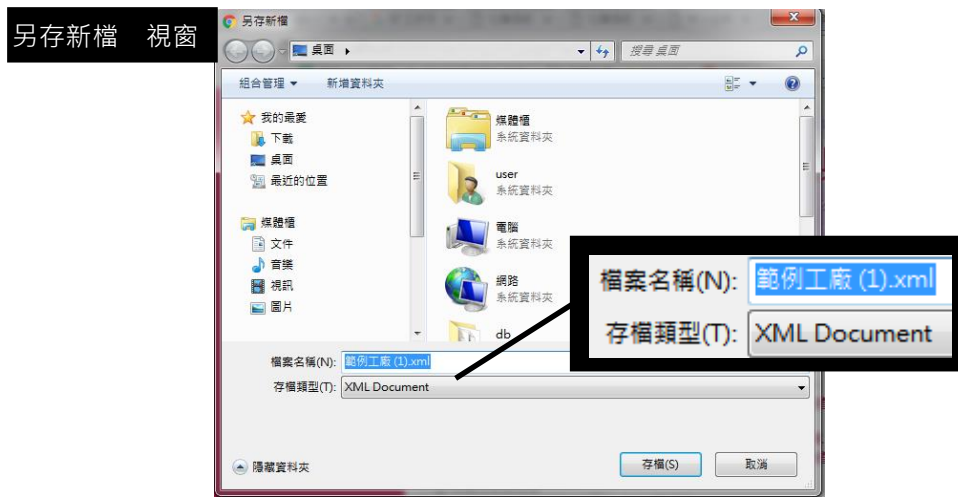 另存新檔 視窗
另存新檔
桌面
搜尋桌面
組合管理
新增資料夾
我的最愛
下載
桌面
最近的位置
媒體櫃
文件
音樂
視訊
圖片
媒體櫃
系統資料夾
user
系統資料夾
電腦
系統資料夾
網路
系統資料夾
db
檔案名稱(N): 範例工廠 (1).xml
存檔類型(T): XML Document
檔案名稱(N): 範例工廠 (1).xml
存檔類型(T): XML Document
隱藏資料夾
存檔(S)
取消